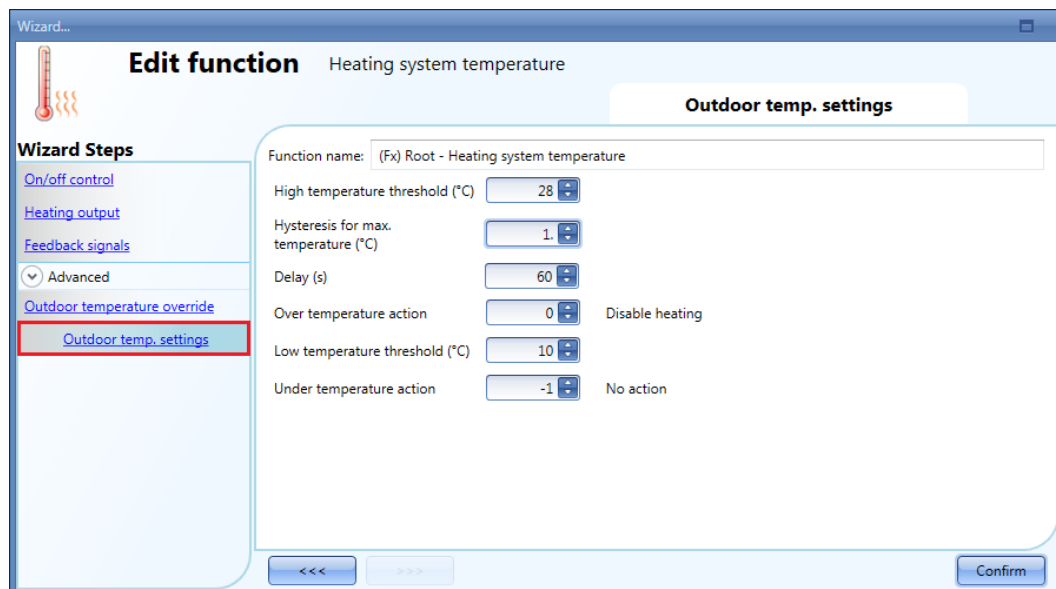 Wizard...
Edit function Heating system temperature
Outdoor temp. settings
Wizard Steps
On/off control
Heating output
Feedback signals
Advanced
Outdoor temperature override
Outdoor temp. settings
Function name: (Fx) Root - Heating system temperature
High temperature threshold (°C) 28
Hysteresis for max.
temperature (°C) 1.
Delay (s) 60
Over temperature action 0 Disable heating
Low temperature threshold (°C) 10
Under temperature action -1 No action
<<< >>> Confirm